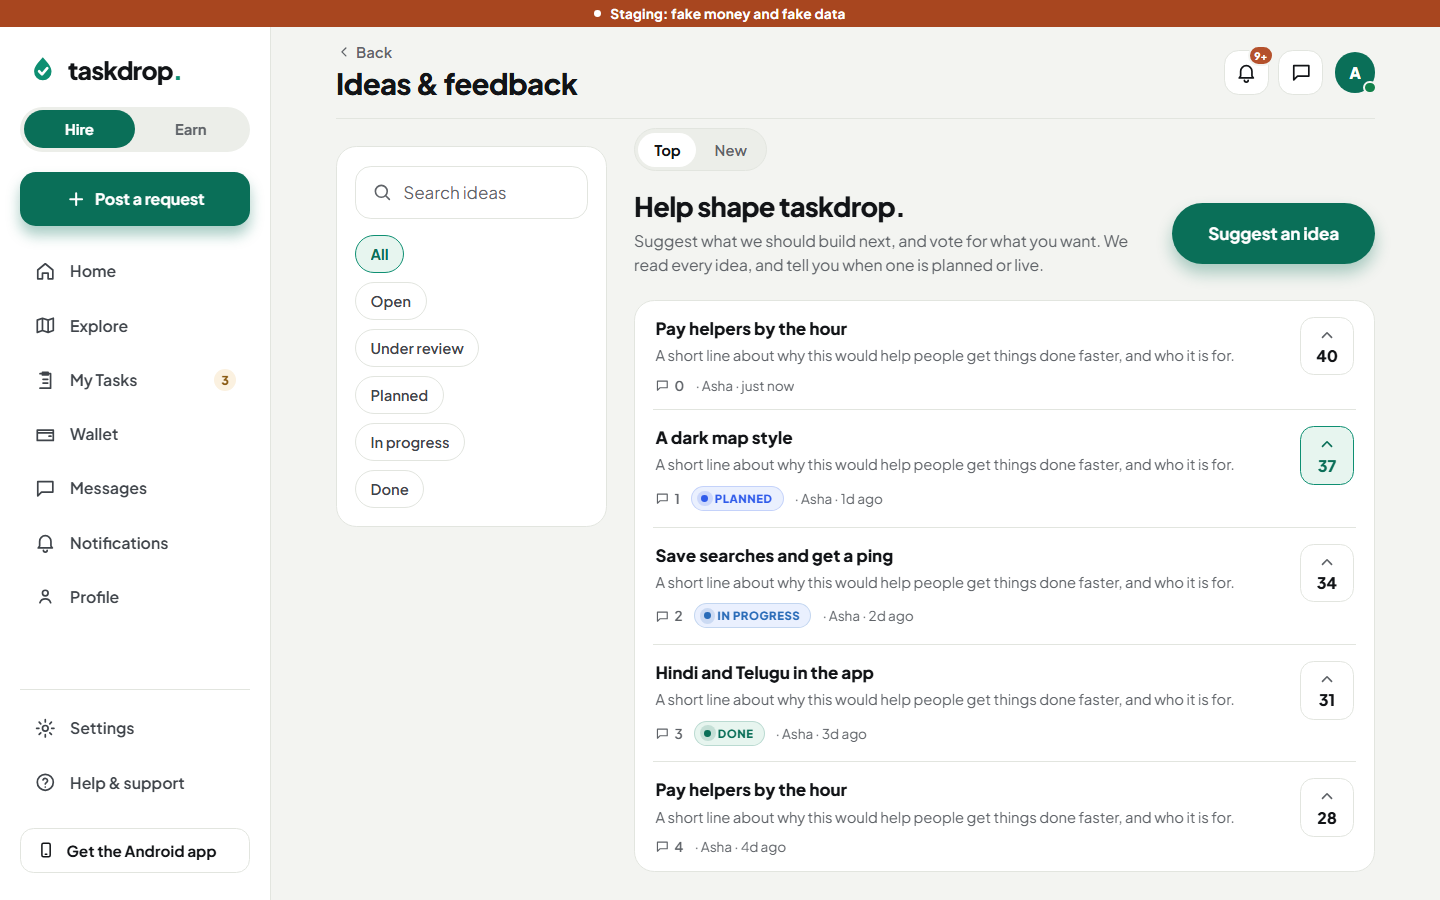 Staging: fake money and fake data
taskdrop.
Hire
Earn
Post a request
Home
Explore
My Tasks
3
Wallet
Messages
Notifications
Profile
Settings
Help & support
Get the Android app
Back
Ideas & feedback
9+
A
Search ideas
All
Open
Under review
Planned
In progress
Done
Top
New
Help shape taskdrop.
Suggest what we should build next, and vote for what you want. We
read every idea, and tell you when one is planned or live.
Suggest an idea
Pay helpers by the hour
A short line about why this would help people get things done faster, and who it is for.
0 · Asha · just now
40
A dark map style
A short line about why this would help people get things done faster, and who it is for.
1 PLANNED · Asha · 1d ago
37
Save searches and get a ping
A short line about why this would help people get things done faster, and who it is for.
2 IN PROGRESS · Asha · 2d ago
34
Hindi and Telugu in the app
A short line about why this would help people get things done faster, and who it is for.
3 DONE · Asha · 3d ago
31
Pay helpers by the hour
A short line about why this would help people get things done faster, and who it is for.
4 · Asha · 4d ago
28